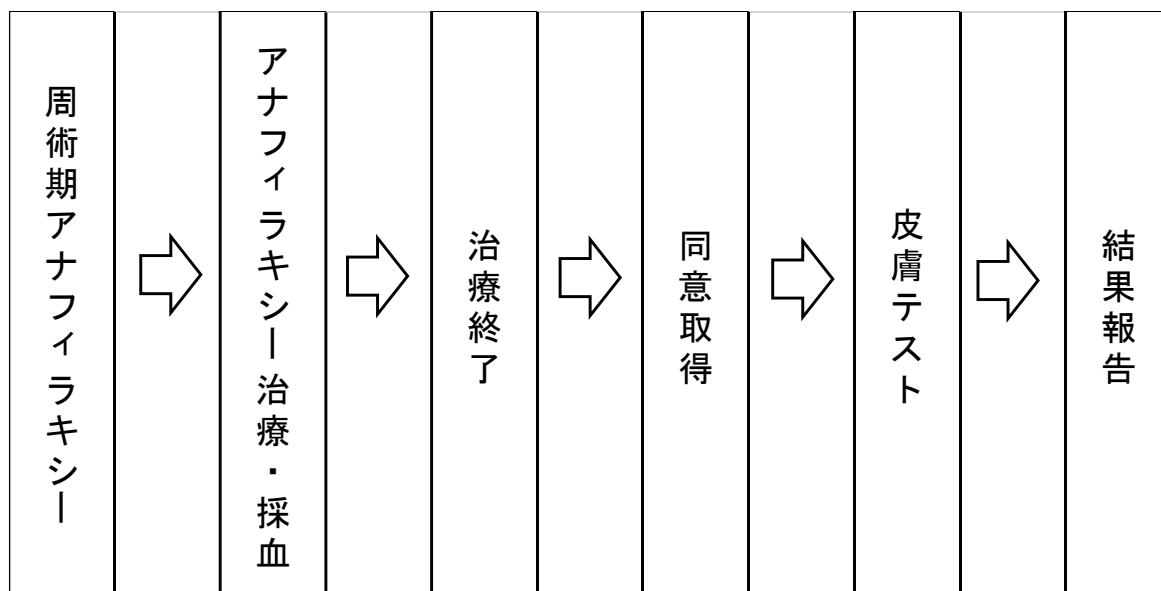 周術期アナフィラキシー
アナフィラキシー治療・採血
治療終了
同意取得
皮膚テスト
結果報告